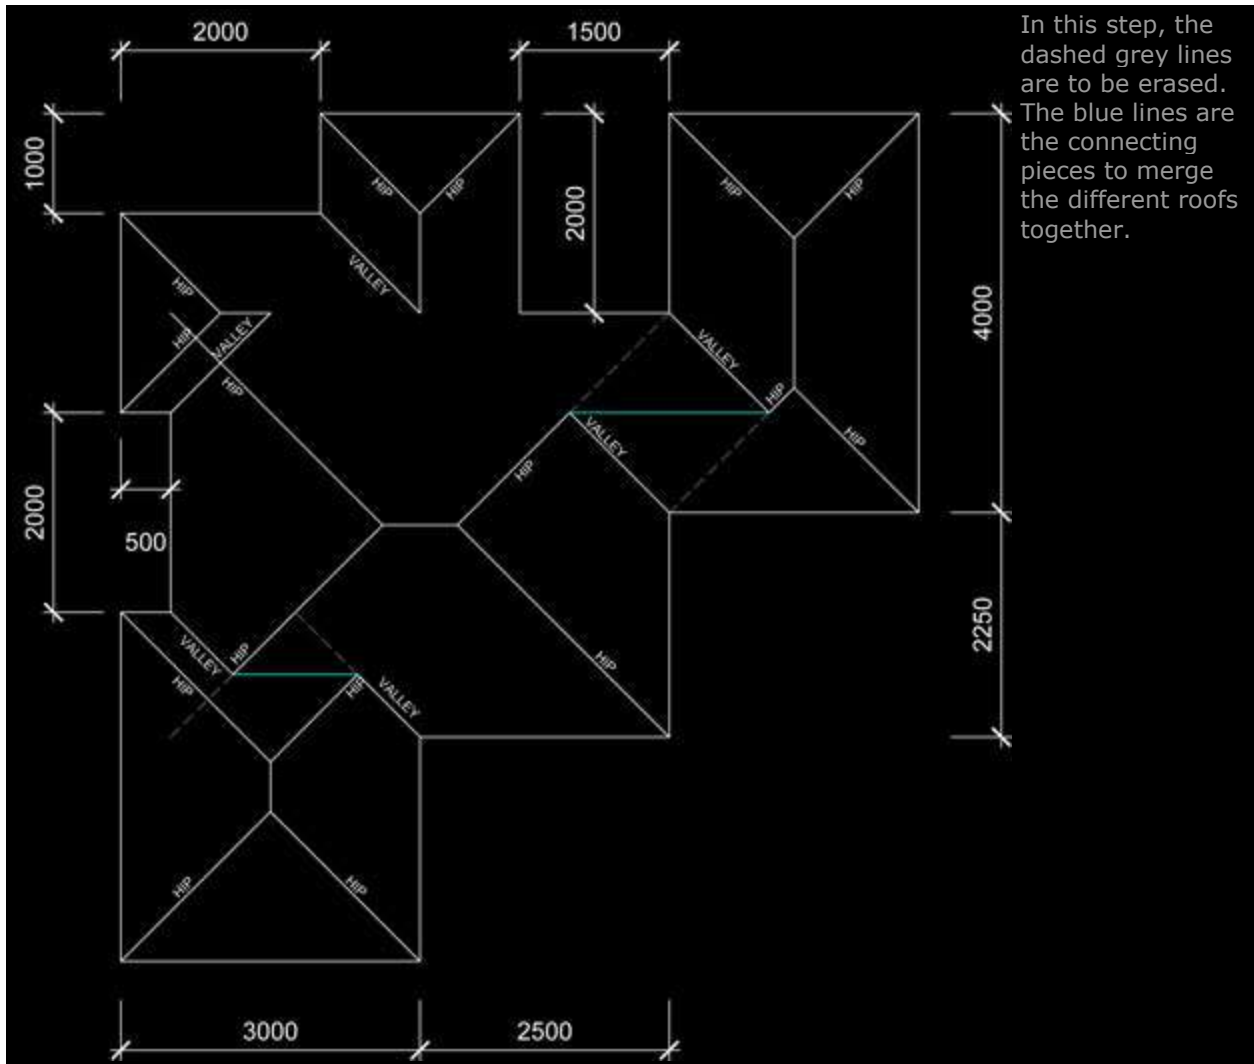 In this step, the
dashed grey lines
are to be erased.
The blue lines are
the connecting
pieces to merge
the different roofs
together.
2000
1500
1000
HIP
HIP
HIP
HIP
2000
VALLEY
HIP
4000
HIP
VALLEY
VALLEY
HIP
HIP
VALLEY
HIP
HIP
2000
500
VALLEY
HIP
HIP
HIP
VALLEY
HIP
2250
HIP
HIP
3000
2500